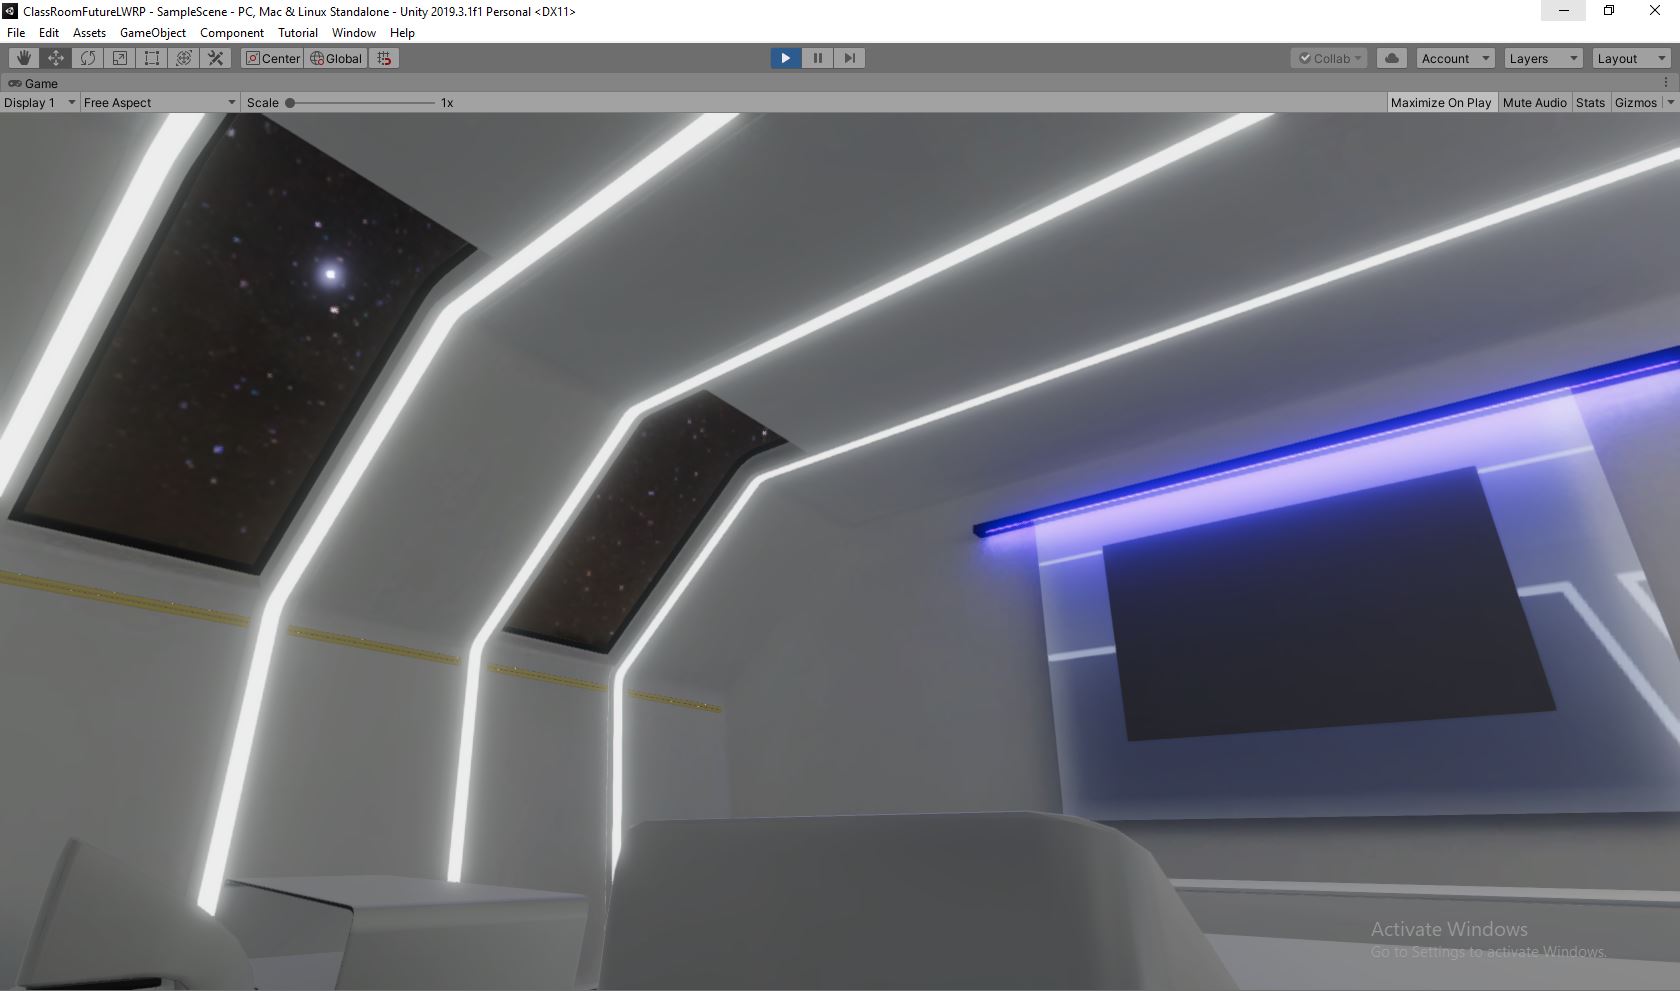 ClassRoomFutureLWRP - SampleScene - PC, Mac & Linux Standalone - Unity 2019.3.1f1 Personal <DX11>
File Edit Assets GameObject Component Tutorial Window Help
Center Global Collab Account Layers Layout
Game
Display 1 Free Aspect Scale 1x Maximize On Play Mute Audio Stats Gizmos
Activate Windows
Go to Settings to activate Windows.